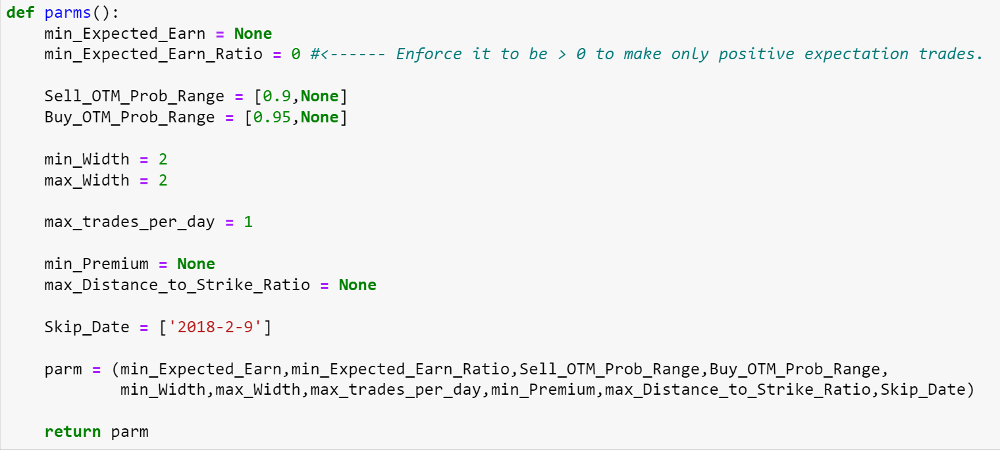 def parms():
    min_Expected_Earn = None
    min_Expected_Earn_Ratio = 0 #<------ Enforce it to be > 0 to make only positive expectation trades.

    Sell_OTM_Prob_Range = [0.9,None]
    Buy_OTM_Prob_Range = [0.95,None]

    min_Width = 2
    max_Width = 2

    max_trades_per_day = 1

    min_Premium = None
    max_Distance_to_Strike_Ratio = None

    Skip_Date = ['2018-2-9']

    parm = (min_Expected_Earn,min_Expected_Earn_Ratio,Sell_OTM_Prob_Range,Buy_OTM_Prob_Range,
            min_Width,max_Width,max_trades_per_day,min_Premium,max_Distance_to_Strike_Ratio,Skip_Date)

    return parm